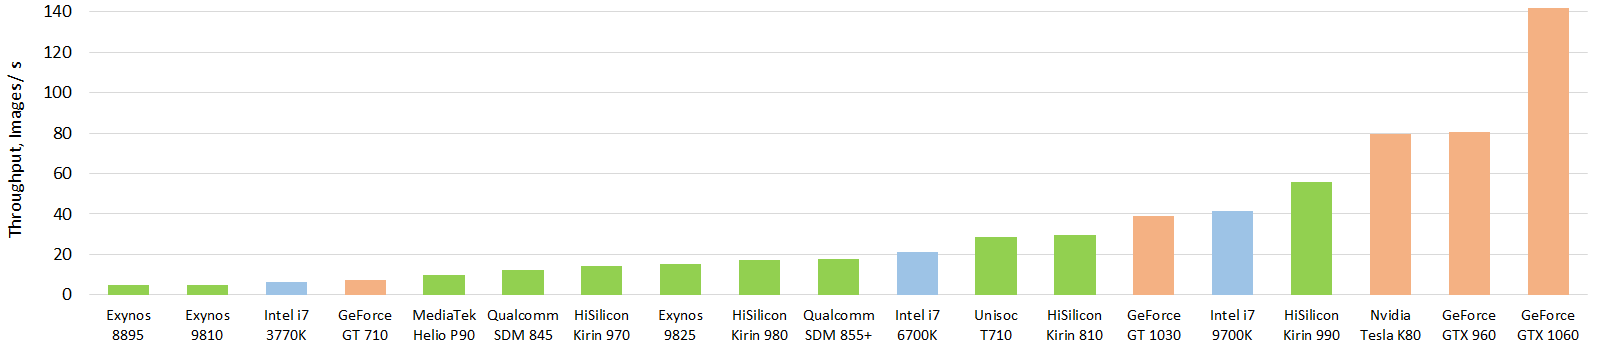 Throughput, Images/ s
140
120
100
80
60
40
20
0
Exynos
8895
Exynos
9810
Intel i7
3770K
GeForce
GT 710
MediaTek
Helio P90
Qualcomm
SDM 845
HiSilicon
Kirin 970
Exynos
9825
HiSilicon
Kirin 980
Qualcomm
SDM 855+
Intel i7
6700K
Unisoc
T710
HiSilicon
Kirin 810
GeForce
GT 1030
Intel i7
9700K
HiSilicon
Kirin 990
Nvidia
Tesla K80
GeForce
GTX 960
GeForce
GTX 1060